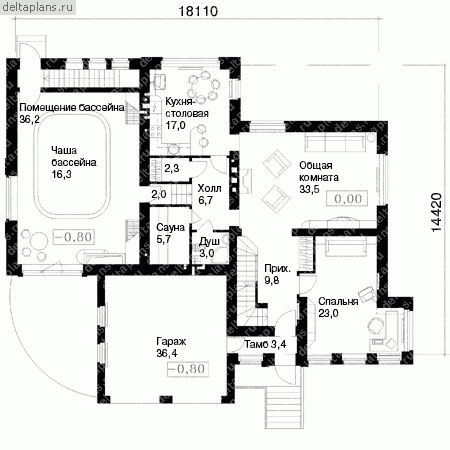 deltaplans.ru
18110
Помещение бассейна
36,2
Чаша
бассейна
16,3
-0.80
Кухня-
столовая
17,0
2,3
2,0
Холл
6,7
Общая
комната
33,5
0,00
14420
Сауна
5,7
Душ
3,0
Прих.
9,8
Спальня
23,0
Гараж
36,4
-0,80
Тамб 3,4